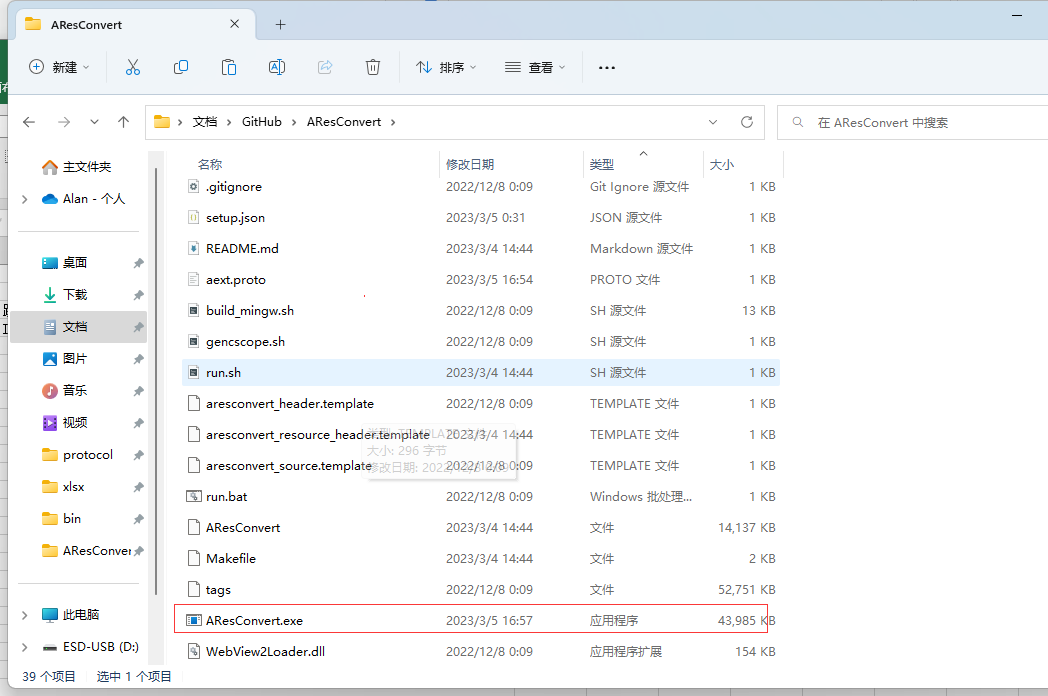 AResConvert
新建
排序
查看
文档 GitHub AResConvert
在 AResConvert 中搜索
主文件夹
Alan - 个人
桌面
下载
文档
图片
音乐
视频
protocol
xlsx
bin
AResConver
此电脑
ESD-USB (D:)
名称 修改日期 类型 大小
.gitignore 2022/12/8 0:09 Git Ignore 源文件 1 KB
setup.json 2023/3/5 0:31 JSON 源文件 1 KB
README.md 2023/3/4 14:44 Markdown 源文件 1 KB
aext.proto 2023/3/5 16:54 PROTO 文件 1 KB
build_mingw.sh 2022/12/8 0:09 SH 源文件 13 KB
gencscope.sh 2022/12/8 0:09 SH 源文件 1 KB
run.sh 2023/3/4 14:44 SH 源文件 1 KB
aresconvert_header.template 2022/12/8 0:09 TEMPLATE 文件 1 KB
aresconvert_resource_header.template 2023/3/4 14:44 TEMPLATE 文件 1 KB
aresconvert_source.template 2022/12/8 0:09 TEMPLATE 文件 1 KB
类型: TEMPLATE 文件
大小: 296 字节
修改日期: 2022/12/8 0:09
run.bat 2022/12/8 0:09 Windows 批处理... 1 KB
AResConvert 2023/3/4 14:44 文件 14,137 KB
Makefile 2023/3/4 14:44 文件 2 KB
tags 2022/12/8 0:09 文件 52,751 KB
AResConvert.exe 2023/3/5 16:57 应用程序 43,985 KB
WebView2Loader.dll 2022/12/8 0:09 应用程序扩展 154 KB
39 个项目 选中 1 个项目